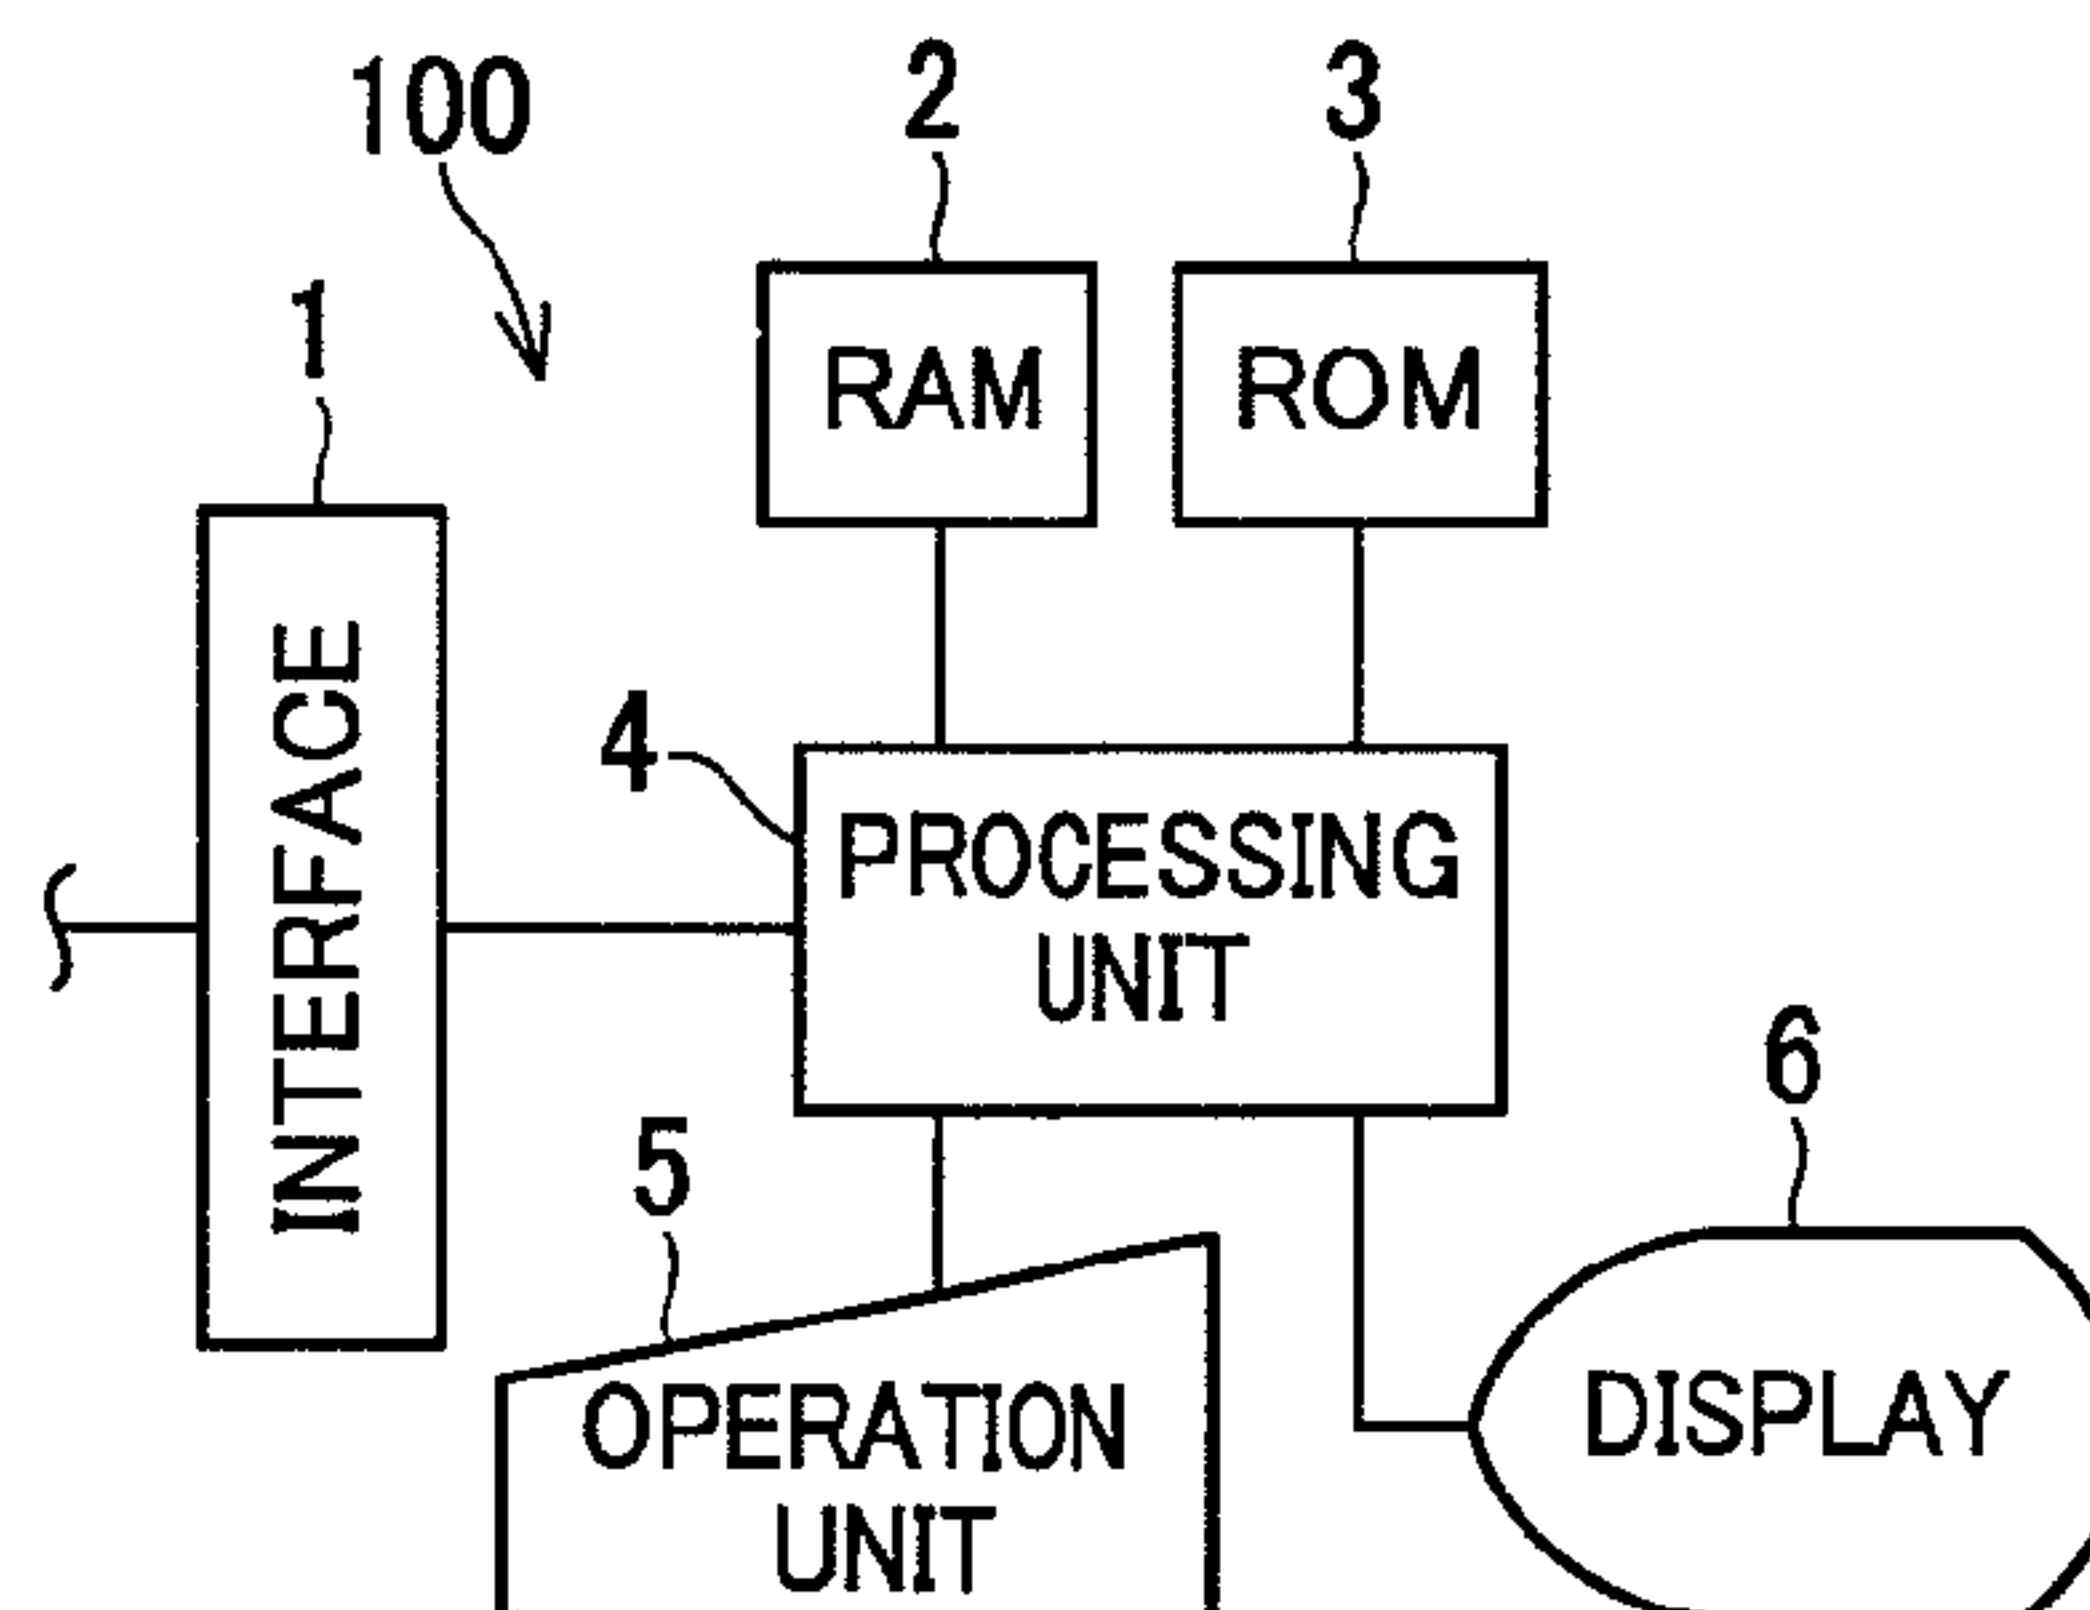 100
2
3
1
RAM
ROM
INTERFACE
4
PROCESSING
UNIT
6
5
OPERATION
UNIT
DISPLAY